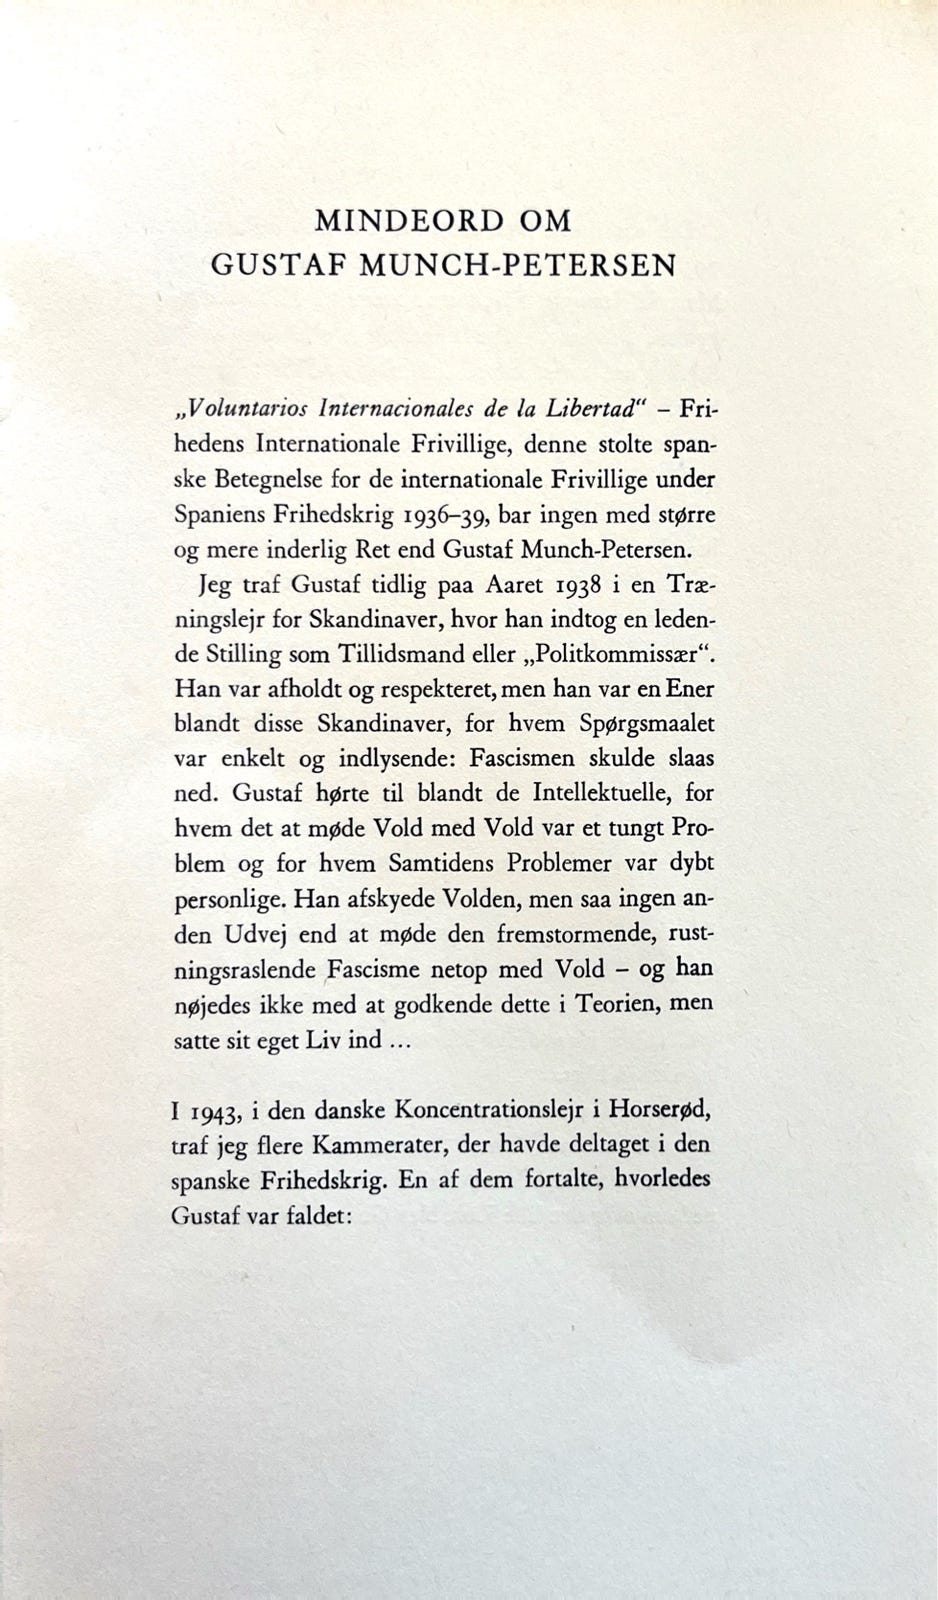 MINDEORD OM
GUSTAF MUNCH-PETERSEN
„Voluntarios Internacionales de la Libertad“ – Fri-
hedens Internationale Frivillige, denne stolte span-
ske Betegnelse for de internationale Frivillige under
Spaniens Frihedskrig 1936–39, bar ingen med større
og mere inderlig Ret end Gustaf Munch-Petersen.
Jeg traf Gustaf tidlig paa Aaret 1938 i en Træ-
ningslejr for Skandinaver, hvor han indtog en leden-
de Stilling som Tillidsmand eller „Politkommissær“.
Han var afholdt og respekteret, men han var en Ener
blandt disse Skandinaver, for hvem Spørgsmaalet
var enkelt og indlysende: Fascismen skulde slaas
ned. Gustaf hørte til blandt de Intellektuelle, for
hvem det at møde Vold med Vold var et tungt Pro-
blem og for hvem Samtidens Problemer var dybt
personlige. Han afskyede Volden, men saa ingen an-
den Udvej end at møde den fremstormende, rust-
ningsraslende Fascisme netop med Vold – og han
nøjedes ikke med at godkende dette i Teorien, men
satte sit eget Liv ind ...
I 1943, i den danske Koncentrationslejr i Horserød,
traf jeg flere Kammerater, der havde deltaget i den
spanske Frihedskrig. En af dem fortalte, hvorledes
Gustaf var faldet: